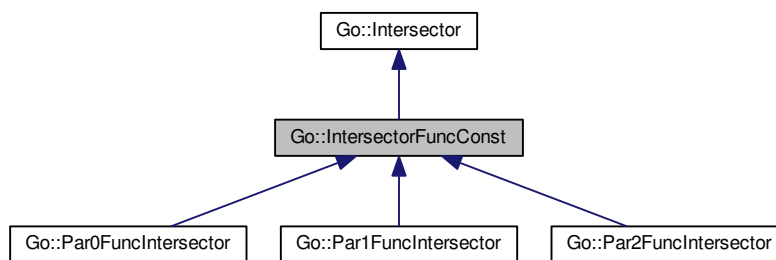 Go::Intersector
Go::IntersectorFuncConst
Go::Par0FuncIntersector
Go::Par1FuncIntersector
Go::Par2FuncIntersector